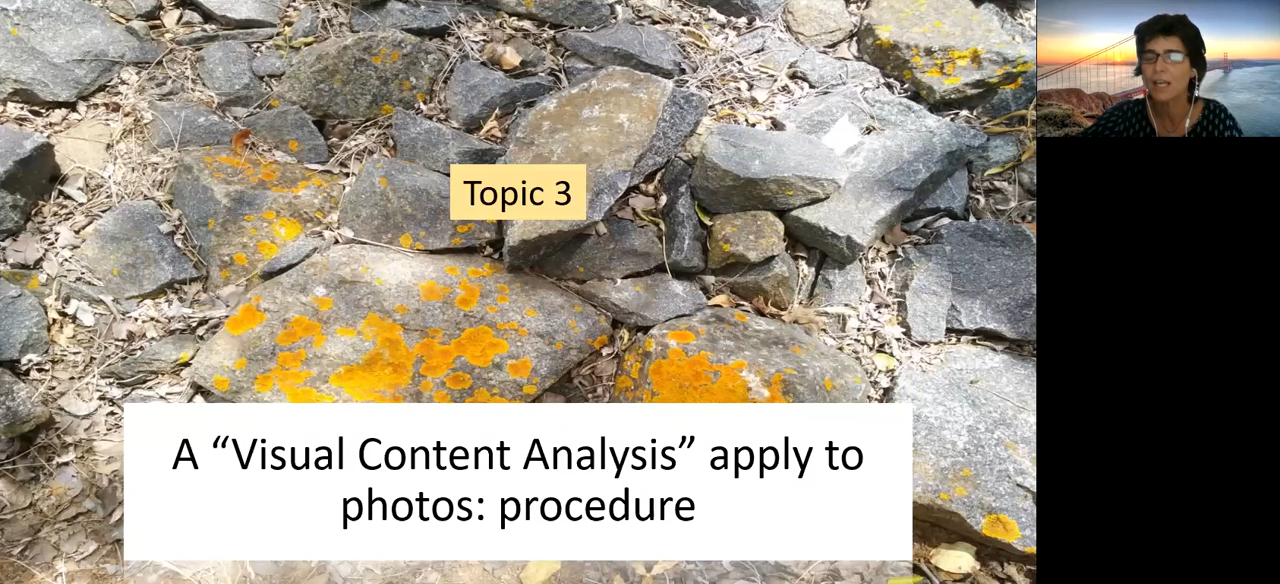 Topic 3
A “Visual Content Analysis” apply to
photos: procedure